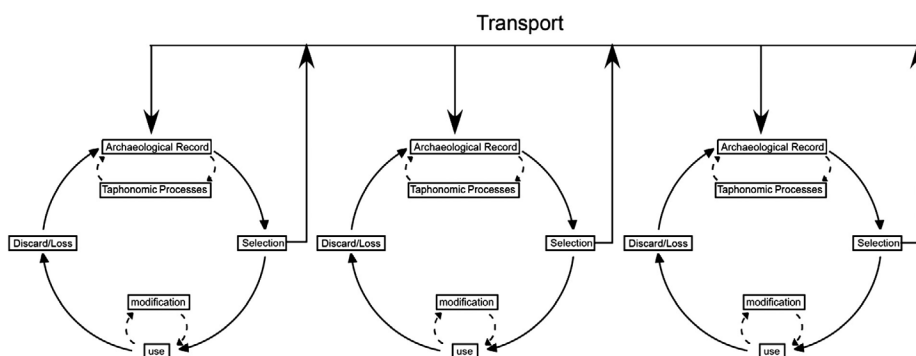 Transport
Archaeological Record
Archaeological Record
Archaeological Record
Taphonomic Processes
Taphonomic Processes
Taphonomic Processes
Discard/Loss
Selection
Discard/Loss
Selection
Discard/Loss
Selection
modification
modification
modification
use
use
use